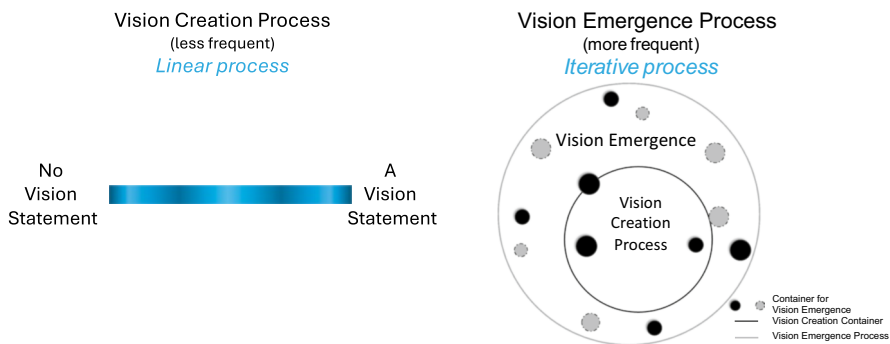 Vision Creation Process
(less frequent)
Linear process
No
Vision
Statement
A
Vision
Statement
Vision Emergence Process
(more frequent)
Iterative process
Vision Emergence
Vision
Creation
Process
Container for
Vision Emergence
Vision Creation Container
Vision Emergence Process